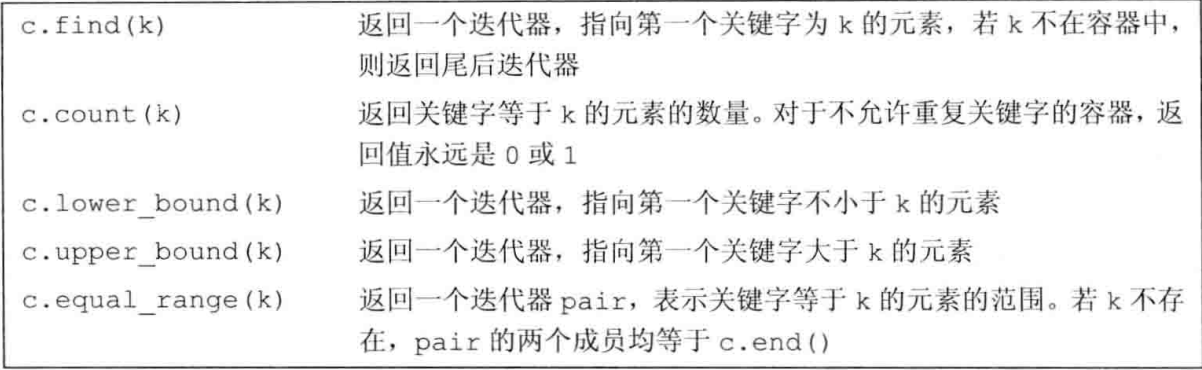 c.find(k) 返回一个迭代器，指向第一个关键字为 k 的元素，若 k 不在容器中，
则返回尾后迭代器
c.count(k) 返回关键字等于 k 的元素的数量。对于不允许重复关键字的容器，返
回值永远是 0 或 1
c.lower_bound(k) 返回一个迭代器，指向第一个关键字不小于 k 的元素
c.upper_bound(k) 返回一个迭代器，指向第一个关键字大于 k 的元素
c.equal_range(k) 返回一个迭代器 pair，表示关键字等于 k 的元素的范围。若 k 不存
在，pair 的两个成员均等于 c.end()